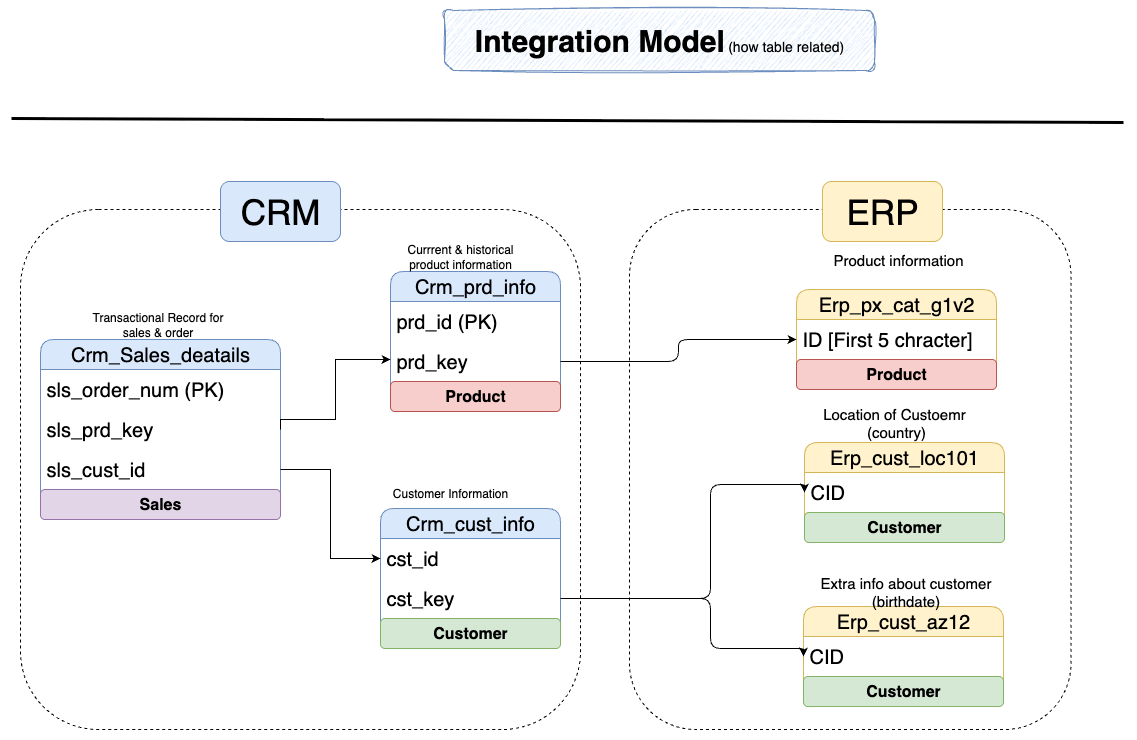 Integration Model (how table related)
CRM
Currrent & historical
product information
Crm_prd_info
prd_id (PK)
prd_key
Product
Transactional Record for
sales & order
Crm_Sales_deatails
sls_order_num (PK)
sls_prd_key
sls_cust_id
Sales
Customer Information
Crm_cust_info
cst_id
cst_key
Customer
ERP
Product information
Erp_px_cat_g1v2
ID [First 5 chracter]
Product
Location of Custoemr
(country)
Erp_cust_loc101
CID
Customer
Extra info about customer
(birthdate)
Erp_cust_az12
CID
Customer